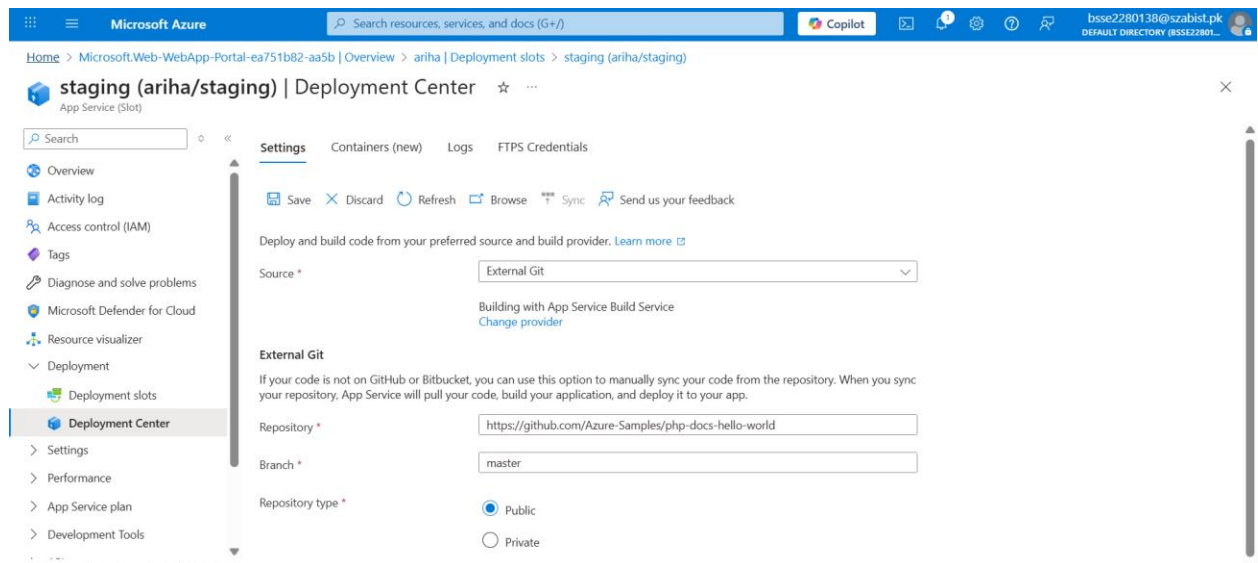 Microsoft Azure
Search resources, services, and docs (G+/)
Copilot
1
bsse2280138@szabist.pk
DEFAULT DIRECTORY (BSSE22801...
Home > Microsoft.Web-WebApp-Portal-ea751b82-aa5b | Overview > ariha | Deployment slots > staging (ariha/staging)
staging (ariha/staging) | Deployment Center
App Service (Slot)
Search
Overview
Activity log
Access control (IAM)
Tags
Diagnose and solve problems
Microsoft Defender for Cloud
Resource visualizer
Deployment
Deployment slots
Deployment Center
Settings
Performance
App Service plan
Development Tools
Settings Containers (new) Logs FTPS Credentials
Save Discard Refresh Browse Sync Send us your feedback
Deploy and build code from your preferred source and build provider. Learn more
Source * External Git
Building with App Service Build Service
Change provider
External Git
If your code is not on GitHub or Bitbucket, you can use this option to manually sync your code from the repository. When you sync
your repository, App Service will pull your code, build your application, and deploy it to your app.
Repository * https://github.com/Azure-Samples/php-docs-hello-world
Branch * master
Repository type * Public
Private